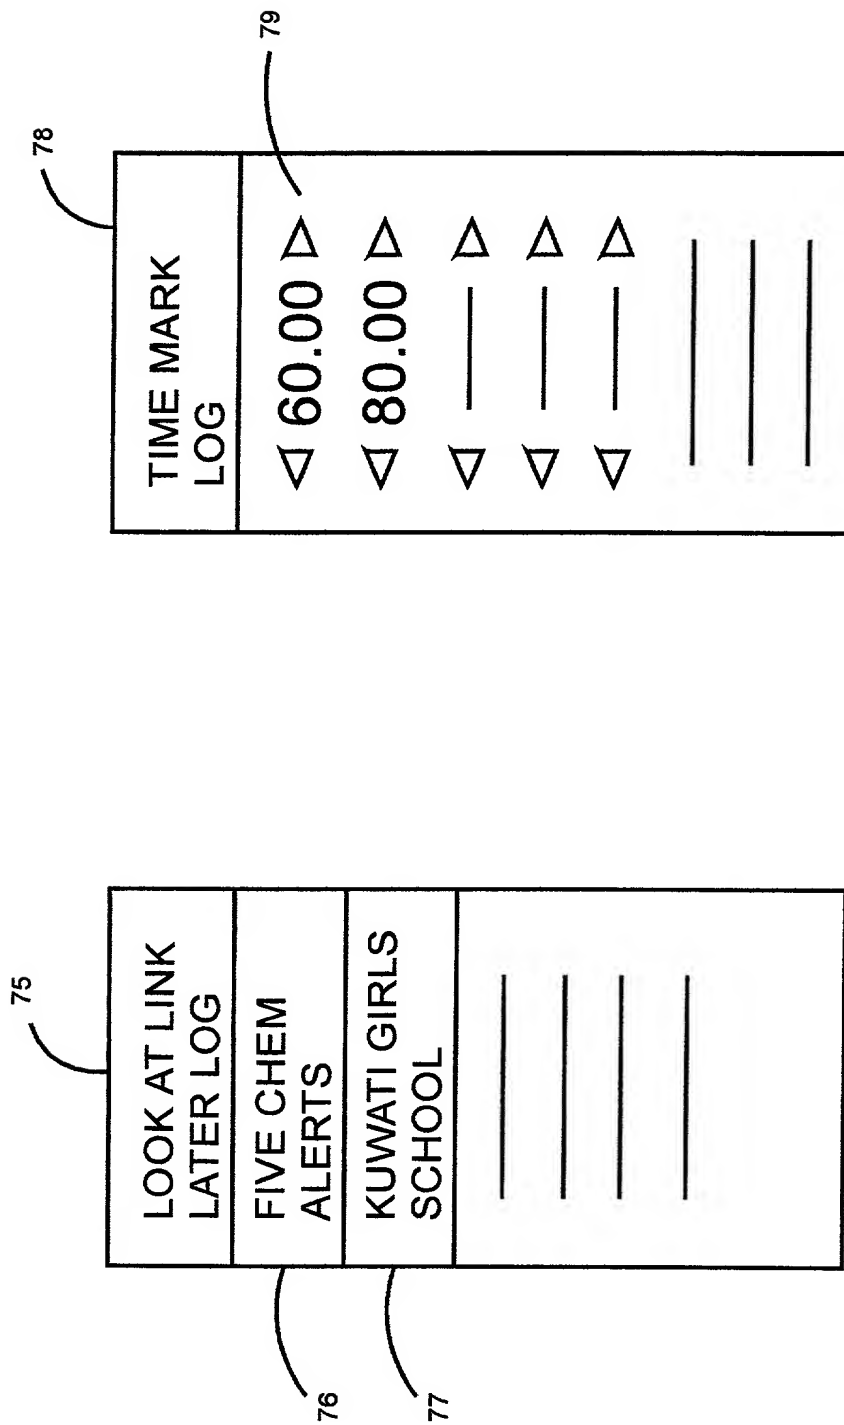 75
LOOK AT LINK
LATER LOG
76
FIVE CHEM
ALERTS
77
KUWATI GIRLS
SCHOOL
78
TIME MARK
LOG
60.00
79
80.00